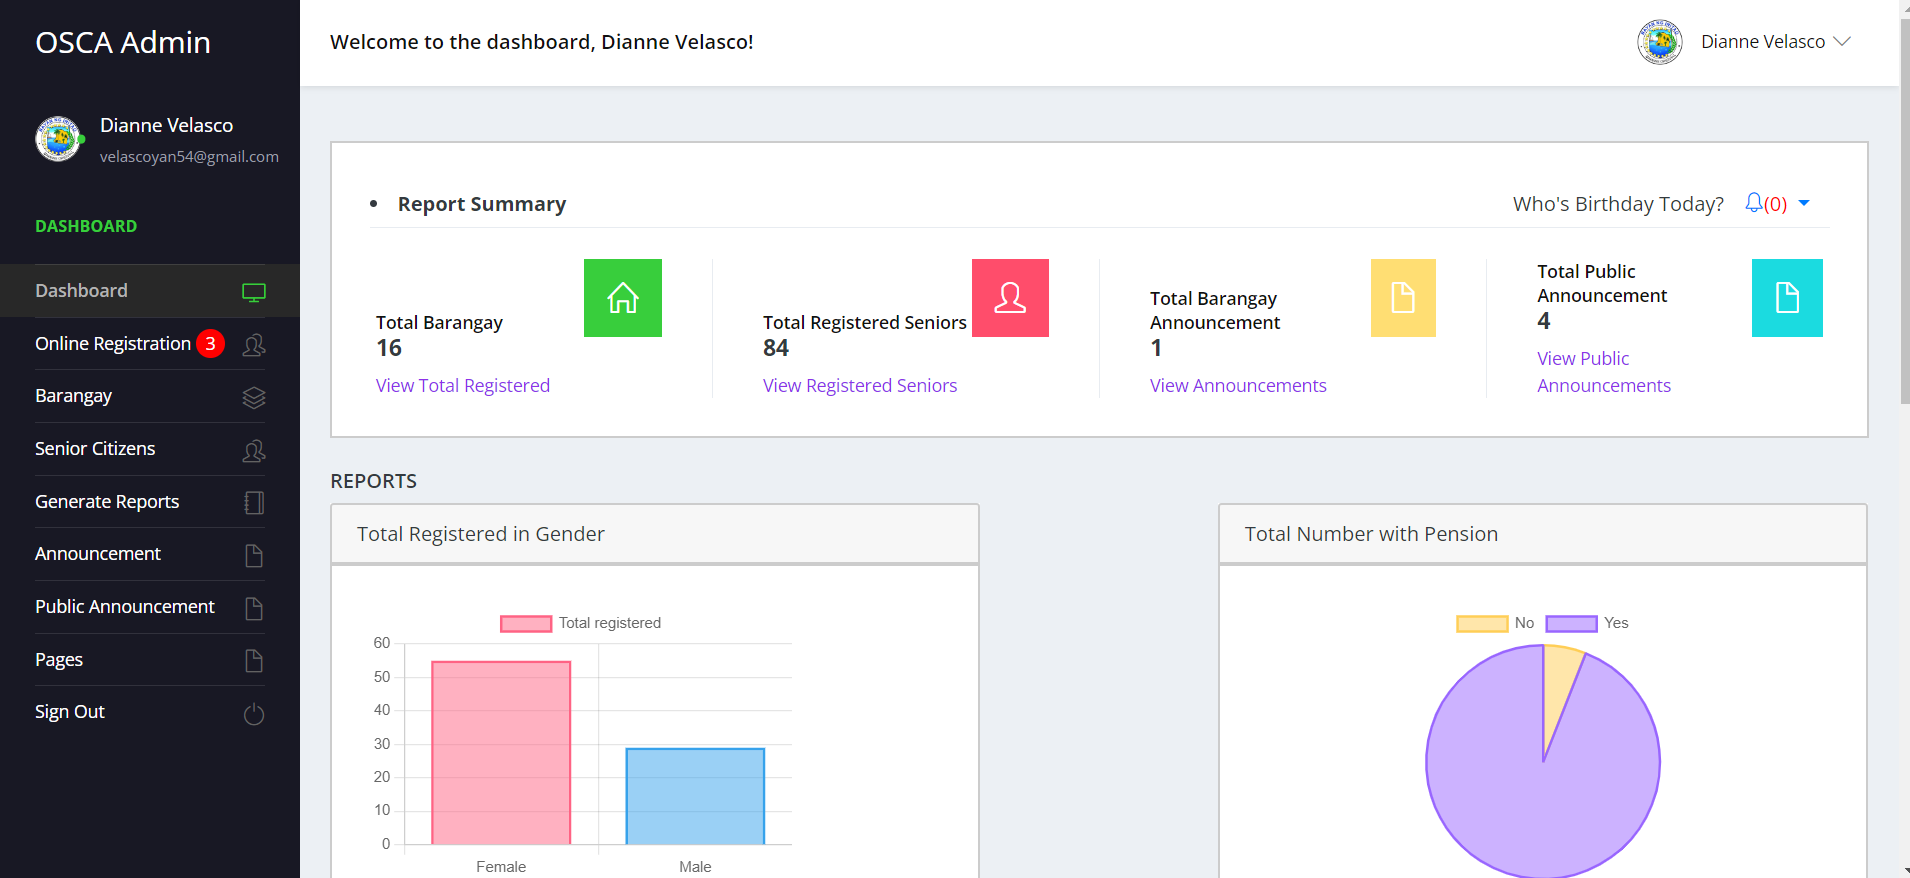 OSCA Admin
Dianne Velasco
velascoyan54@gmail.com
DASHBOARD
Dashboard
Online Registration 3
Barangay
Senior Citizens
Generate Reports
Announcement
Public Announcement
Pages
Sign Out
Welcome to the dashboard, Dianne Velasco!
Dianne Velasco
• Report Summary
Who's Birthday Today? (0)
Total Barangay
16
View Total Registered
Total Registered Seniors
84
View Registered Seniors
Total Barangay
Announcement
1
View Announcements
Total Public
Announcement
4
View Public
Announcements
REPORTS
Total Registered in Gender
Total registered
60
50
40
30
20
10
0
Female Male
Total Number with Pension
No Yes